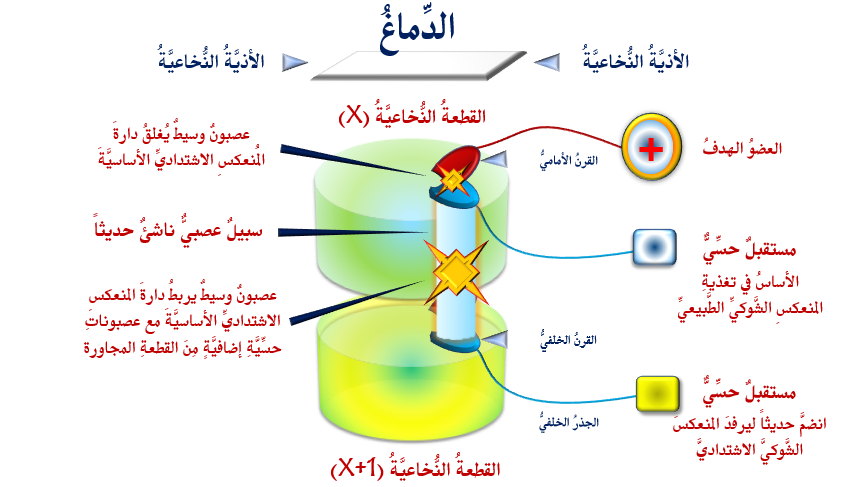 الدِّماغُ
الأذيَّةُ النُّخاعيَّةُ
الأذيَّةُ النُّخاعيَّةُ
القطعةُ النُّخاعيَّةُ (X)
العضوُ الهدفُ
القرنُ الأماميُّ
عصبونٌ وسيطٌ يُغلقُ دارةَ
المُنعكسِ الاشتداديِّ الأساسيَّةَ
سبيلٌ عصبيٌّ ناشئٌ حديثاً
مستقبلٌ حسِّيٌّ
الأساسُ في تغذيةِ
المنعكسِ الشَّوكيِّ الطَّبيعيِّ
عصبونٌ وسيطٌ يربطُ دارةَ المنعكسِ
الاشتداديِّ الأساسيَّةَ مع عصبوناتٍ
حسِّيَّةٍ إضافيَّةٍ مِنَ القطعةِ المجاورة
القرنُ الخلفيُّ
مستقبلٌ حسِّيٌّ
انضمَّ حديثاً ليرفدَ المنعكسَ
الشَّوكيَّ الاشتداديَّ
الجذرُ الخلفيُّ
القطعةُ النُّخاعيَّةُ (X+1)